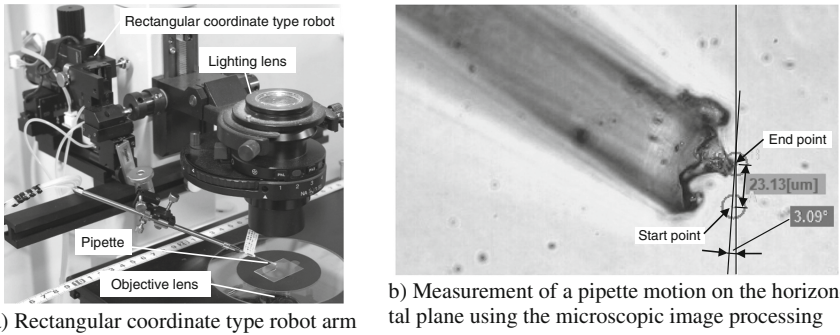 Rectangular coordinate type robot
Lighting lens
Pipette
Objective lens
) Rectangular coordinate type robot arm
End point
23.13[um]
Start point
3.09°
b) Measurement of a pipette motion on the horizon
tal plane using the microscopic image processing